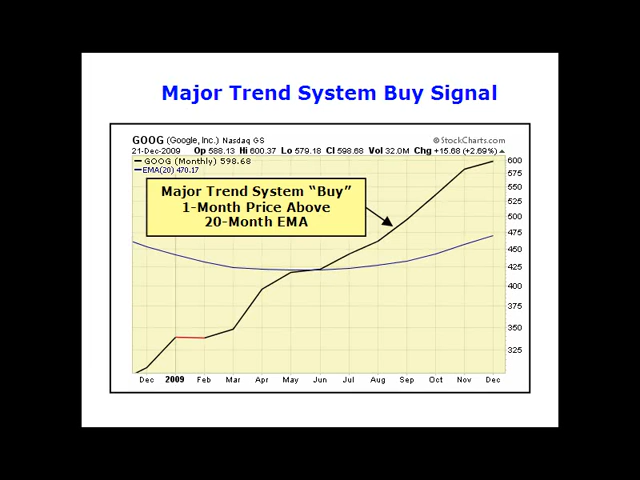 Major Trend System Buy Signal
GOOG (Google, Inc.) Nasdaq GS
© StockCharts.com
21-Dec-2009 Op 588.13 Hi 600.37 Lo 579.18 Cl 598.68 Vol 32.0M Chg +15.68 (+2.69%)
GOOG (Monthly) 598.68
EMA(20) 470.17
Major Trend System “Buy”
1-Month Price Above
20-Month EMA
600
575
550
525
500
475
450
425
400
375
350
325
Dec 2009 Feb Mar Apr May Jun Jul Aug Sep Oct Nov Dec